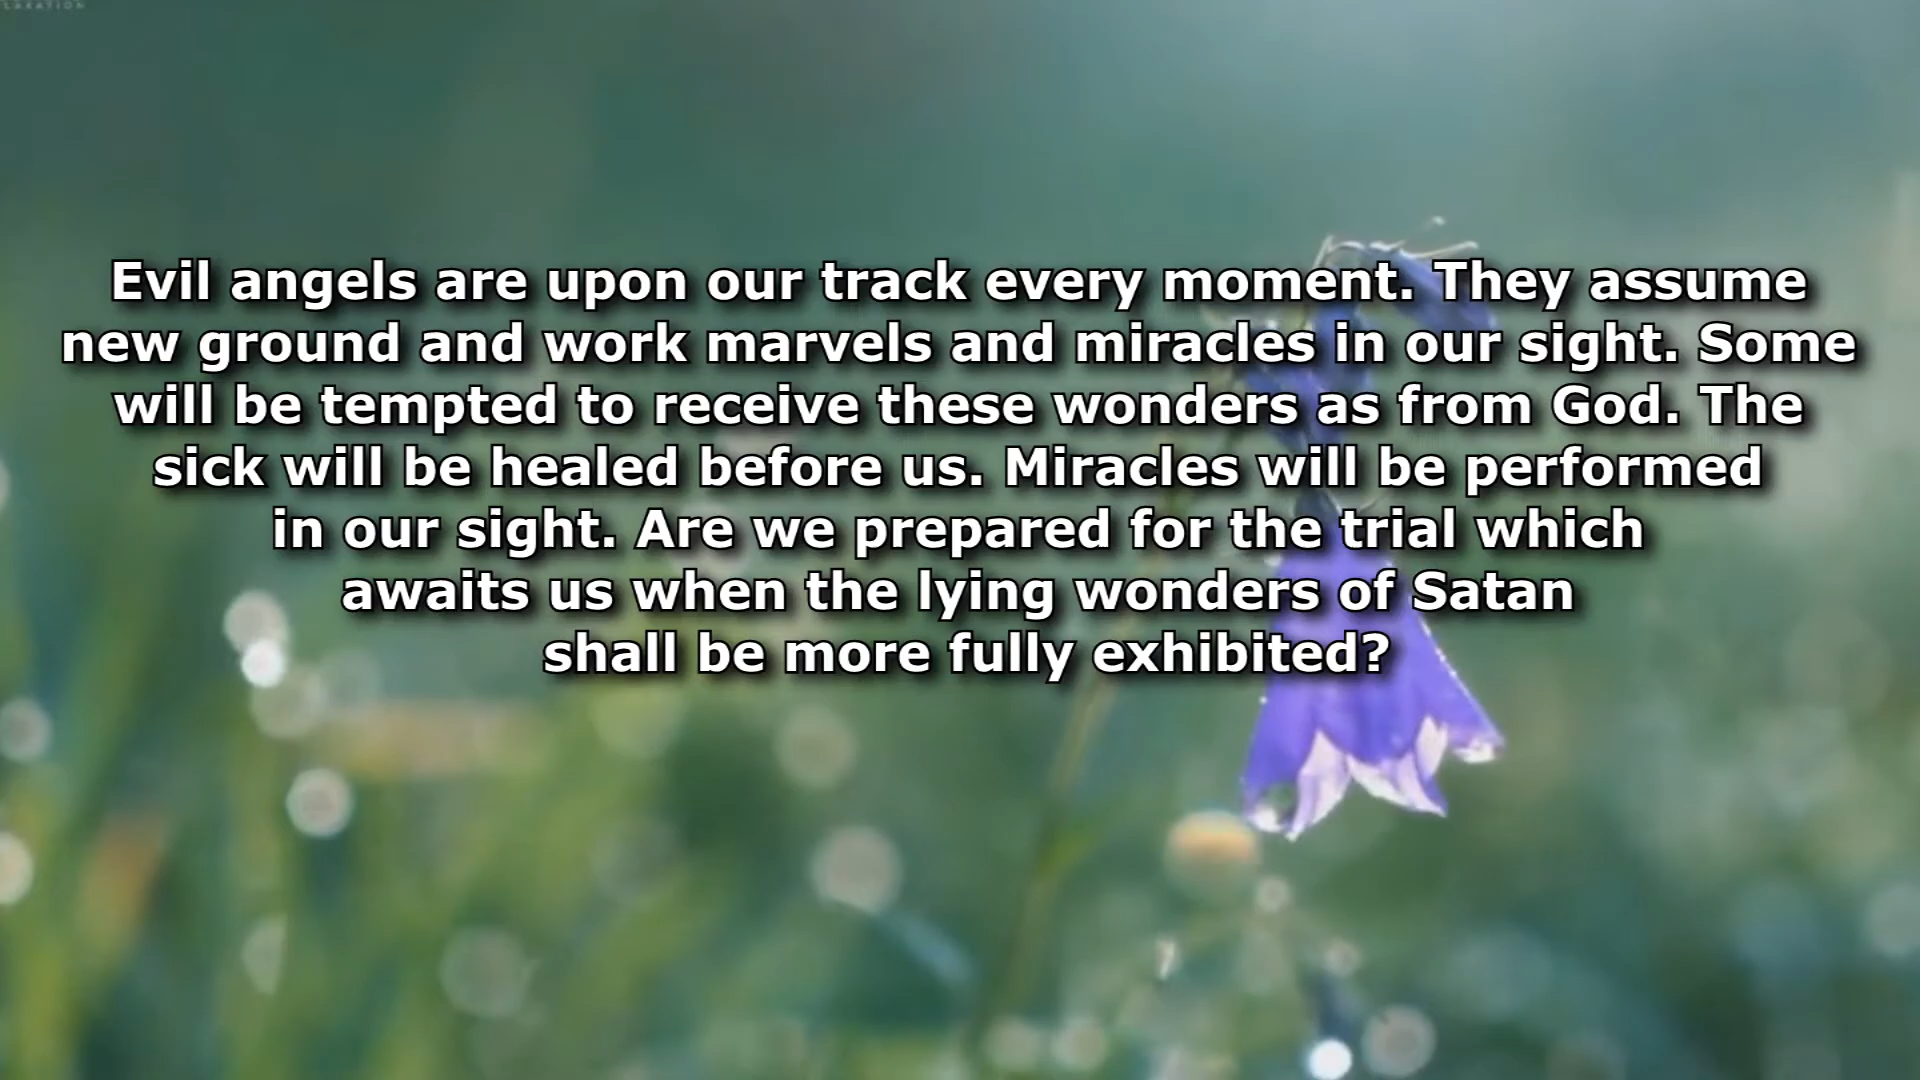 LAXATION
Evil angels are upon our track every moment. They assume
new ground and work marvels and miracles in our sight. Some
will be tempted to receive these wonders as from God. The
sick will be healed before us. Miracles will be performed
in our sight. Are we prepared for the trial which
awaits us when the lying wonders of Satan
shall be more fully exhibited?